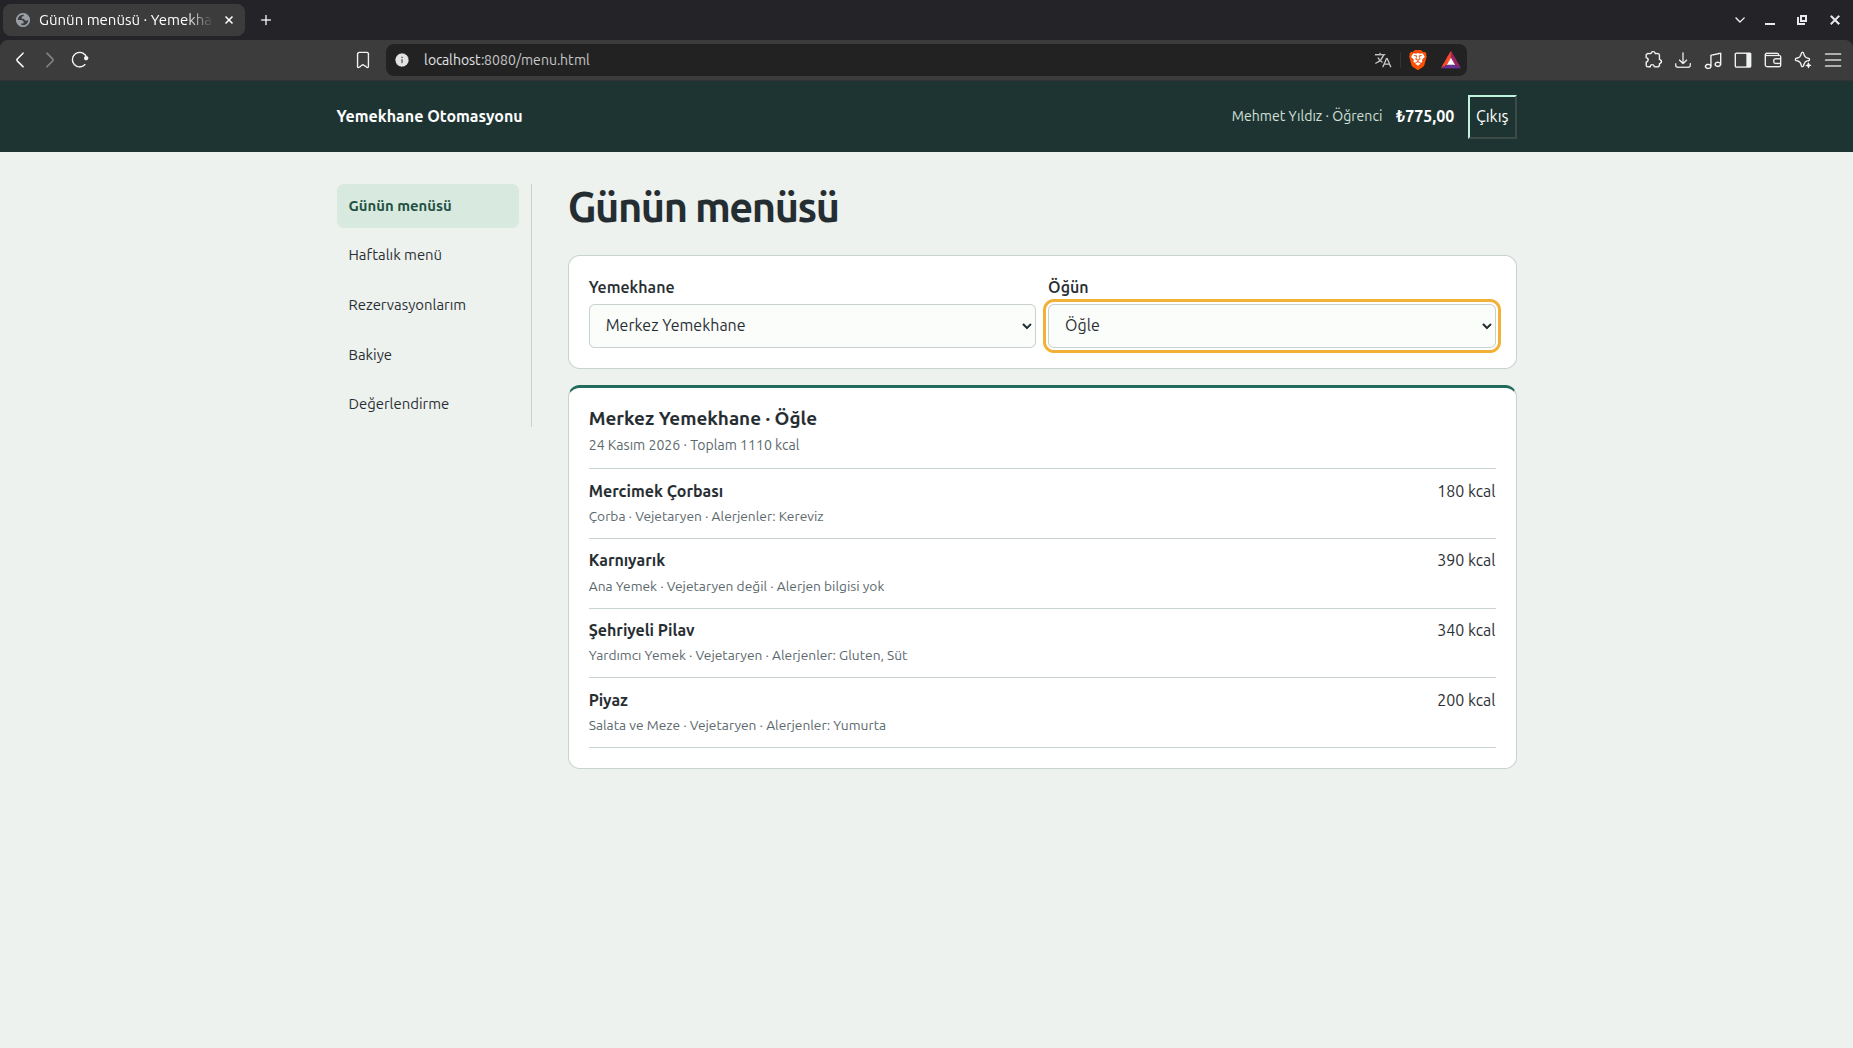 Günün menüsü · Yemekha
localhost:8080/menu.html
Yemekhane Otomasyonu
Mehmet Yıldız · Öğrenci ₺775,00 Çıkış
Günün menüsü
Haftalık menü
Rezervasyonlarım
Bakiye
Değerlendirme
Günün menüsü
Yemekhane
Merkez Yemekhane
Öğün
Öğle
Merkez Yemekhane · Öğle
24 Kasım 2026 · Toplam 1110 kcal
Mercimek Çorbası 180 kcal
Çorba · Vejetaryen · Alerjenler: Kereviz
Karnıyarık 390 kcal
Ana Yemek · Vejetaryen değil · Alerjen bilgisi yok
Şehriyeli Pilav 340 kcal
Yardımcı Yemek · Vejetaryen · Alerjenler: Gluten, Süt
Piyaz 200 kcal
Salata ve Meze · Vejetaryen · Alerjenler: Yumurta